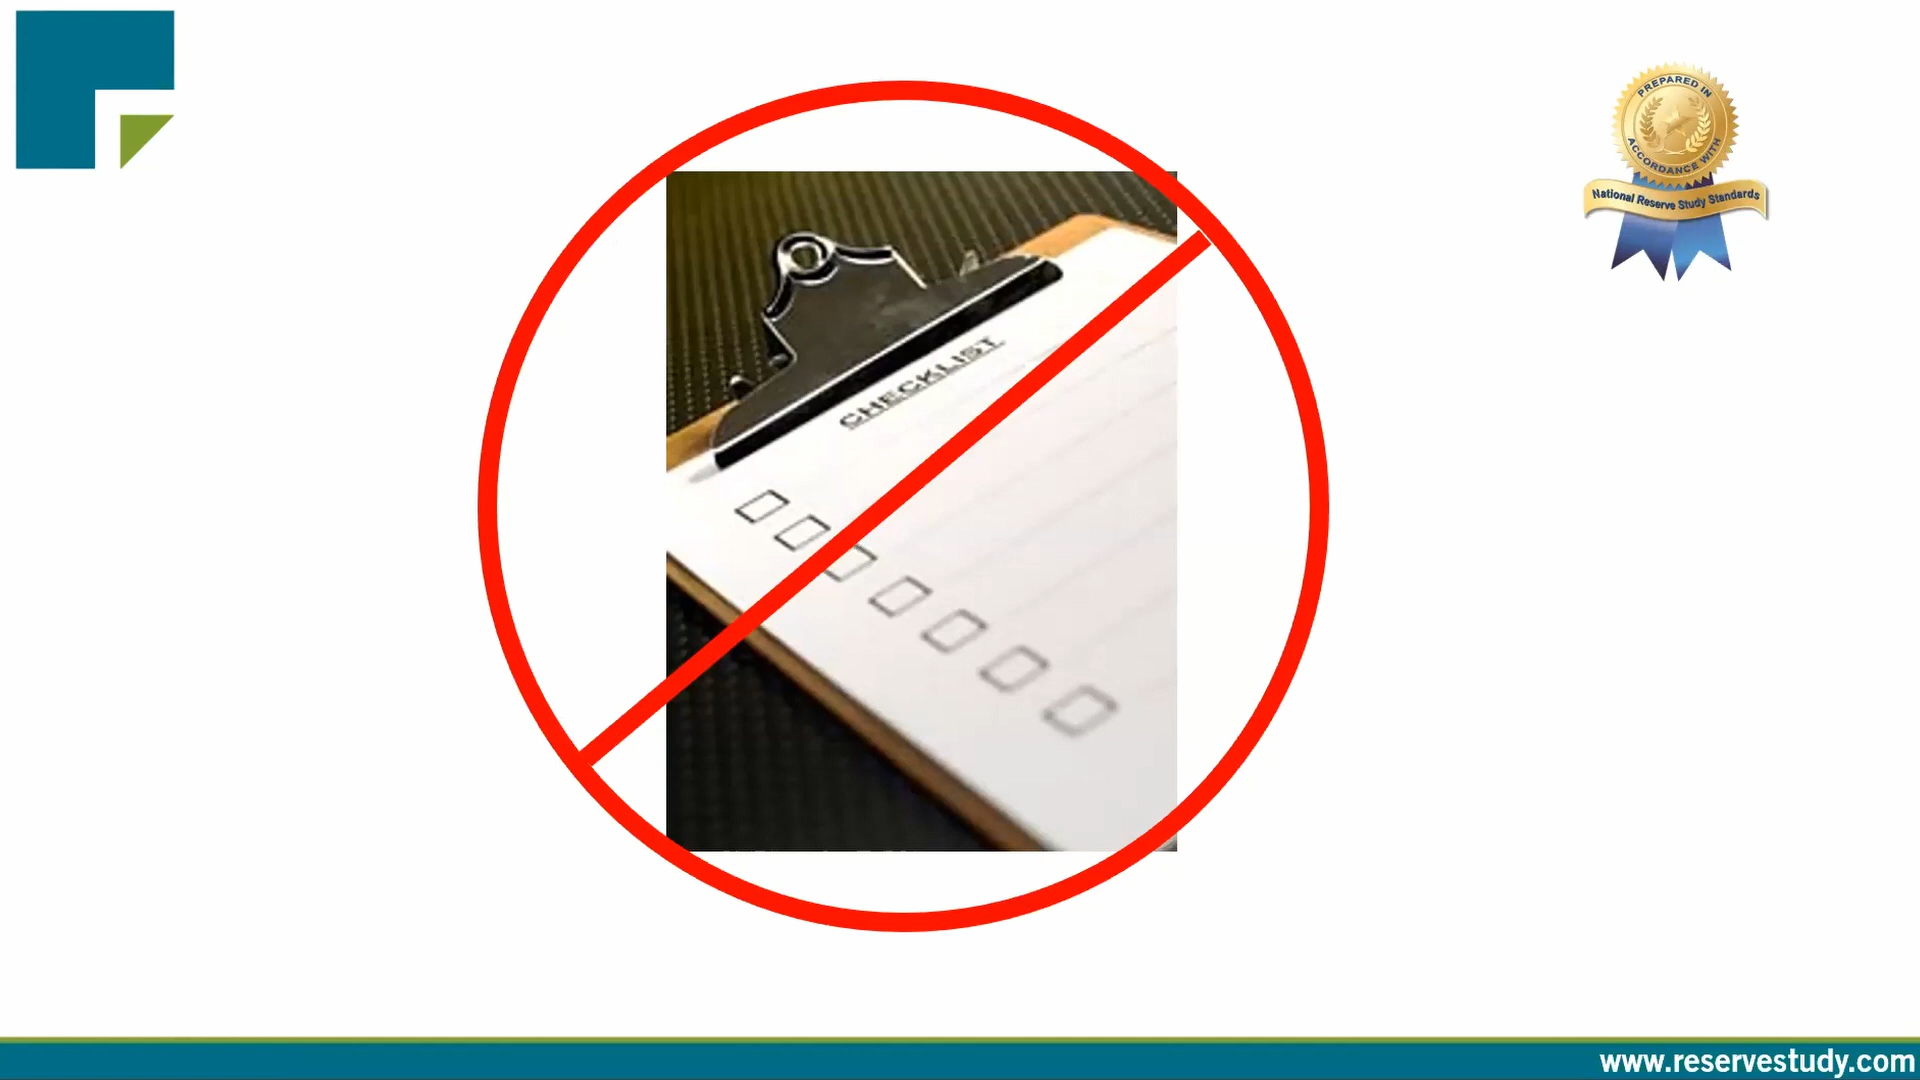 PREPARED IN
ACCORDANCE WITH
National Reserve Study Standards
CHECKLIST
www.reservestudy.com